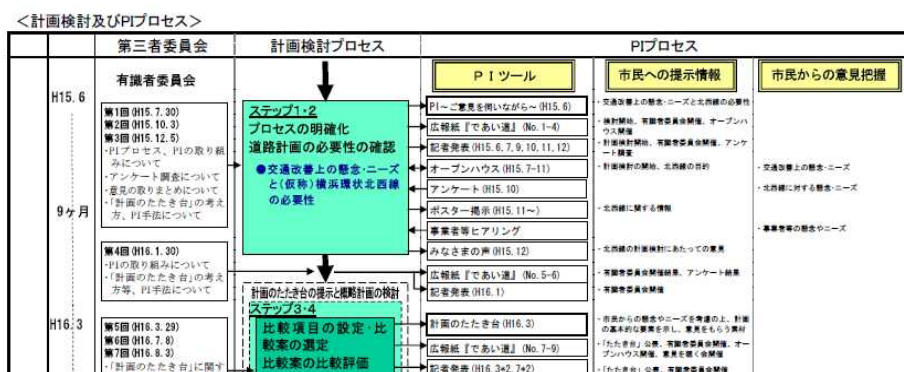 ＜計画検討及びPIプロセス＞
第三者委員会
計画検討プロセス
PIプロセス
有識者委員会
PIツール
市民への提示情報
市民からの意見把握
H15.6
9ヶ月
H16.3
第1回(H15.7.30)
第2回(H15.10.3)
第3回(H15.12.5)
・PIプロセス、PIの取り組
みについて
・アンケート調査について
・意見の取りまとめについて
・「計画のたたき台」の考え
方、PI手法について
第4回(H16.1.30)
・PIの取り組みについて
・「計画のたたき台」の考え
方等、PI手法について
第5回(H16.3.29)
第6回(H16.7.8)
第7回(H16.8.3)
・「計画のたたき台」に関す
ステップ1・2
プロセスの明確化
道路計画の必要性の確認
●交通改善上の懸念・ニーズ
と(仮称)横浜環状北西線
の必要性
計画のたたき台の提示と概略計画の検討
ステップ3・4
比較項目の設定・比
較案の選定
比較案の比較評価
PI～ご意見を伺いながら～(H15.6)
広報紙『であい道』(No.1-4)
記者発表(H15.6,7,9,10,11,12)
オープンハウス(H15.7-11)
アンケート(H15.10)
ポスター掲示(H15.11～)
事業者等ヒアリング
みなさまの声(H15.12)
広報紙『であい道』(No.5-6)
記者発表(H16.1)
計画のたたき台(H16.3)
広報紙『であい道』(No.7-9)
記者発表(H16.3*2,7*2)
・交通改善上の懸念・ニーズと北西線の必要性
・検討開始、有識者委員会開催、オープンハ
ウス開催
・計画検討開始、有識者委員会開催、アンケ
ート調査
・計画検討の開始、北西線の目的
・北西線に関する情報
・北西線の計画検討にあたっての意見
・有識者委員会開催結果、アンケート結果
・有識者委員会開催
・市民からの懸念やニーズを考慮の上、計画
の基本的な要素を示し、意見をもらう素材
・「たたき台」公表、有識者委員会開催、オー
プンハウス開催、意見を聴く会開催
・「たたき台」公表、有識者委員会開催
・交通改善上の懸念・ニーズ
・北西線に対する懸念・ニーズ
・事業者等の懸念やニーズ